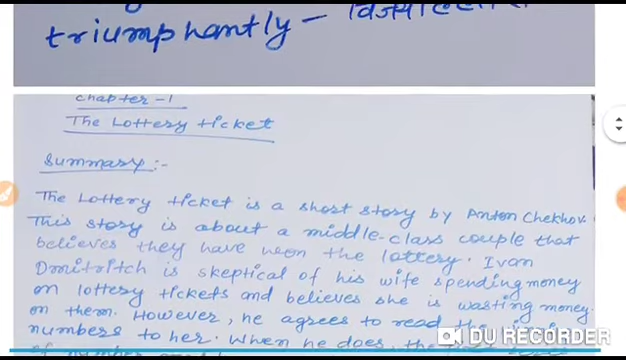 triumphantly -
chapter - 1
The Lottery ticket
Summary :-
The Lottery ticket is a short story by Anton Chekhov.
This story is about a middle-class couple that
believes they have won the lottery. Ivan
Dmitritch is skeptical of his wife spending money
on lottery tickets and believes she is wasting money
on them. However, he agrees to read the
numbers to her. When he does, the
DU RECORDER